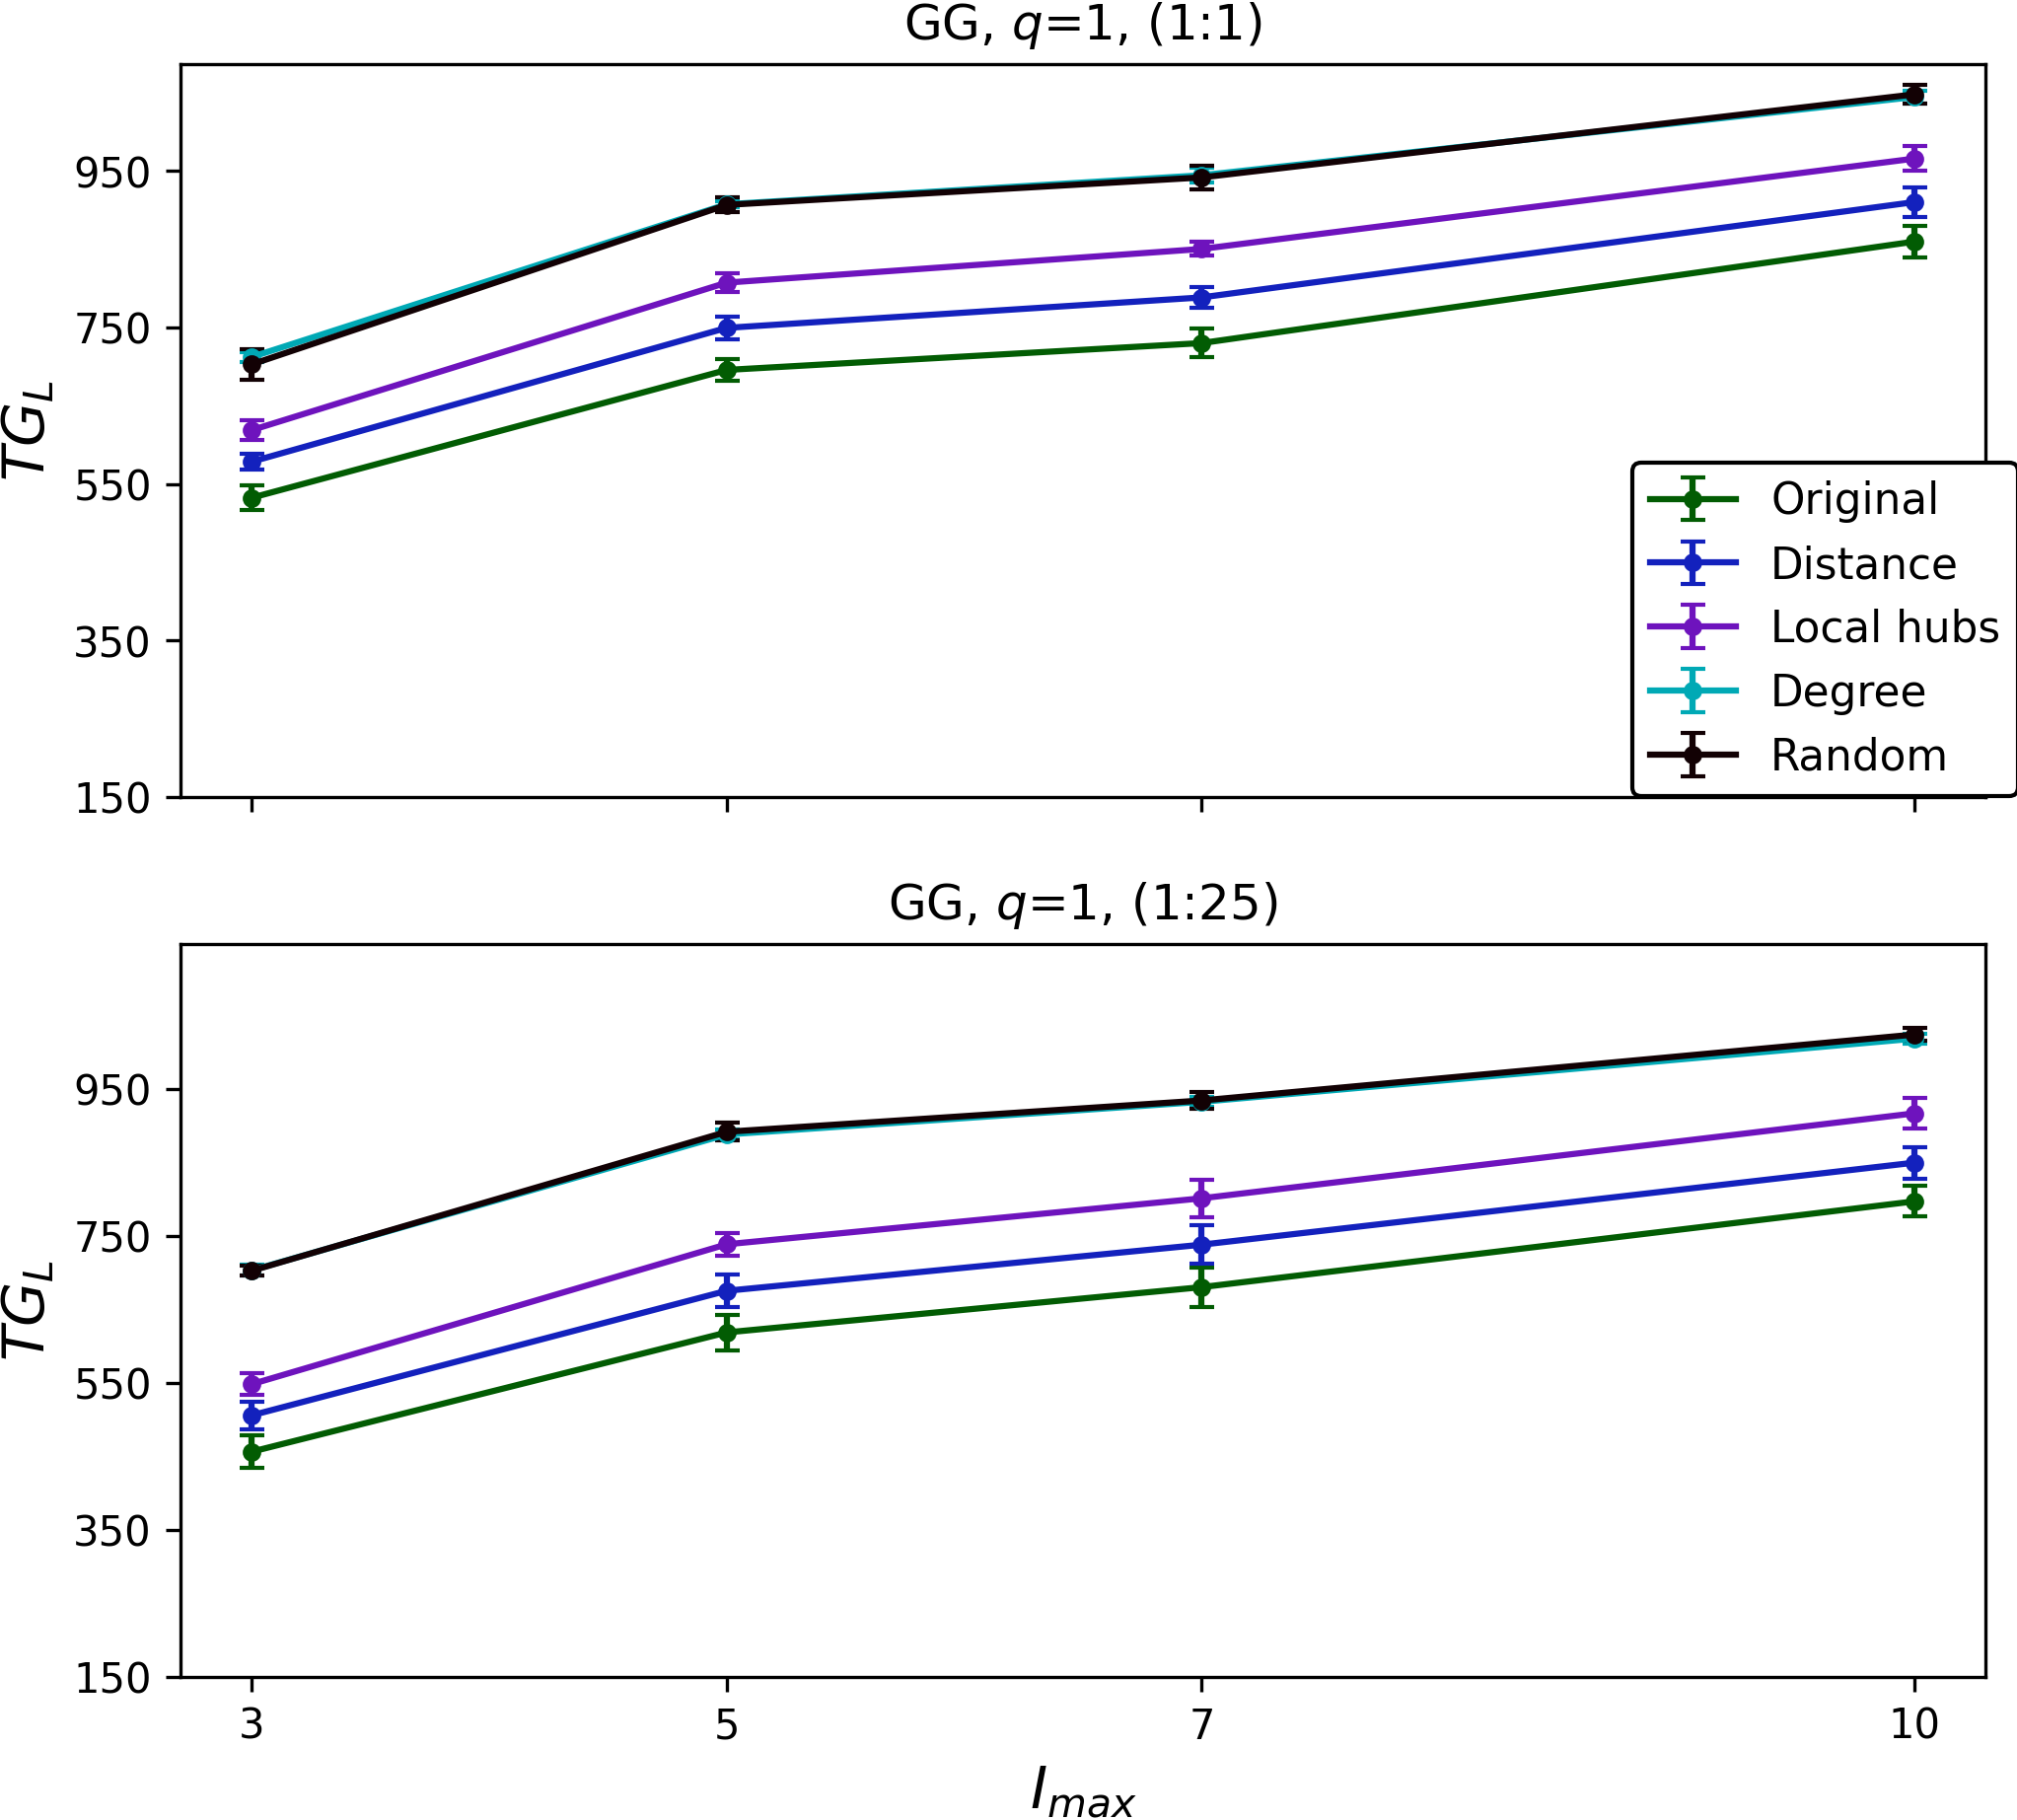 GG, q=1, (1:1)
950
750
550
350
150
TG_L
Original
Distance
Local hubs
Degree
Random
GG, q=1, (1:25)
950
750
550
350
150
TG_L
3 5 7 10
I_max